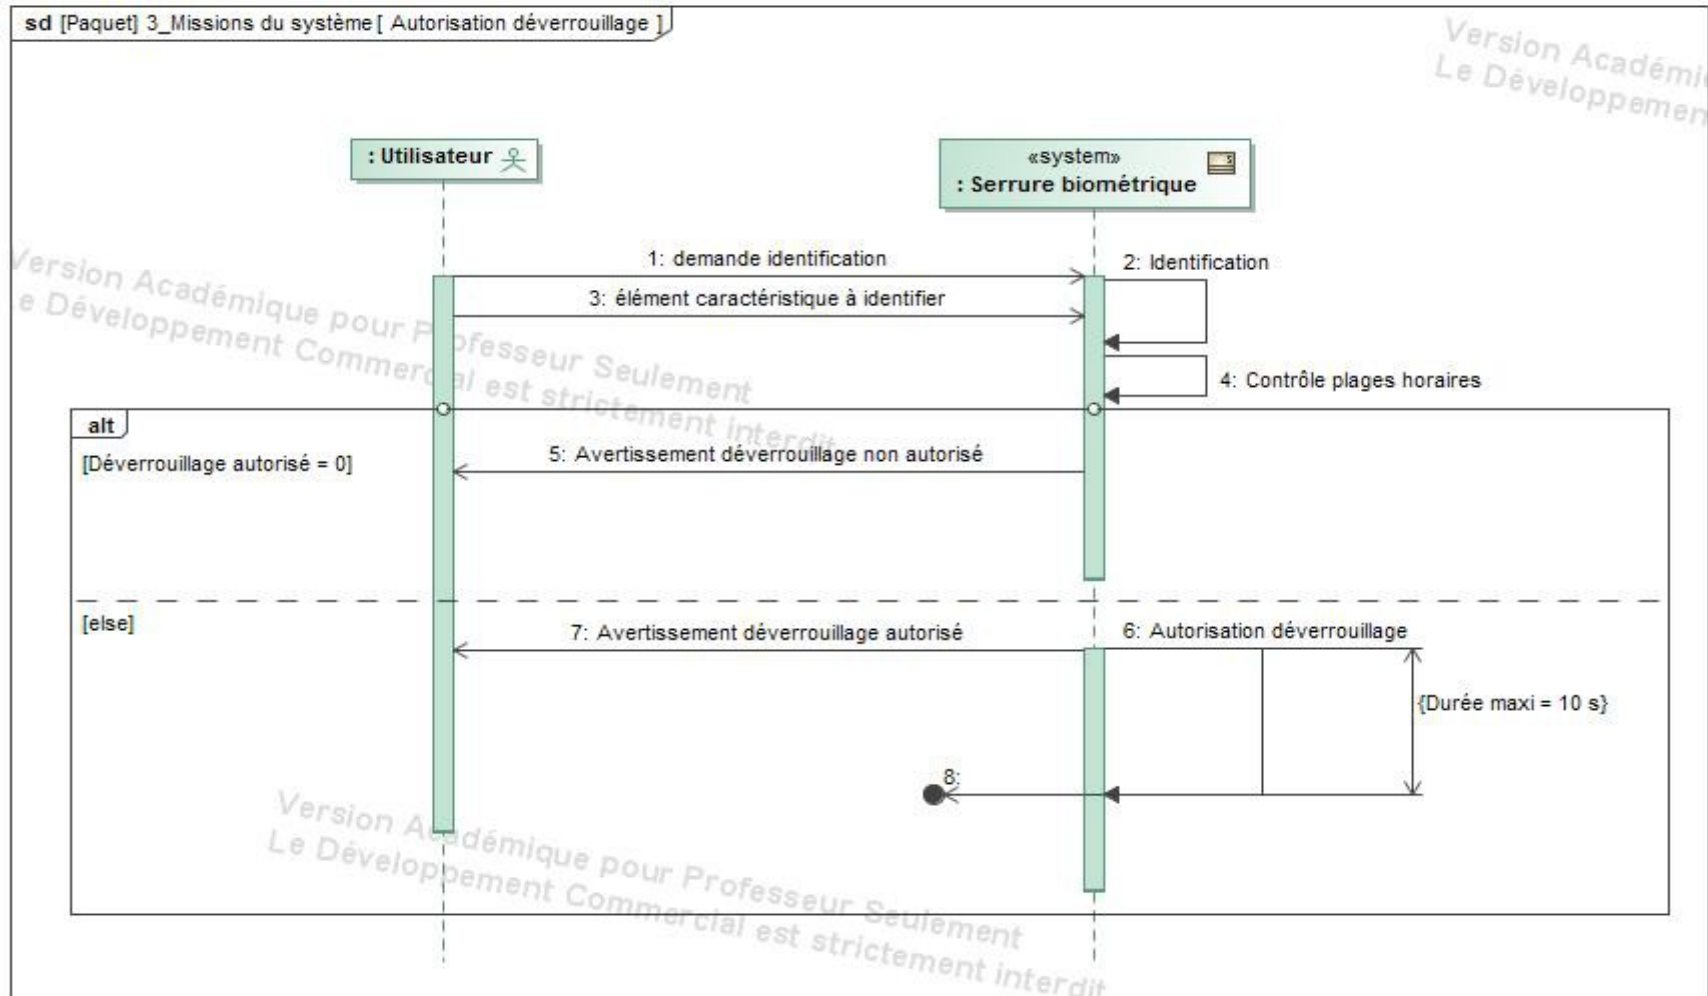 sd [Paquet] 3_Missions du système [ Autorisation déverrouillage ]
Version Académi
Le Développemen
: Utilisateur
«system»
: Serrure biométrique
S
1: demande identification
2: Identification
3: élément caractéristique à identifier
Version Académique pour Professeur Seulement
e Développement Commercial est strictement interdit
4: Contrôle plages horaires
alt
[Déverrouillage autorisé = 0]
5: Avertissement déverrouillage non autorisé
[else]
7: Avertissement déverrouillage autorisé
6: Autorisation déverrouillage
{Durée maxi = 10 s}
8:
Version Académique pour Professeur Seulement
Le Développement Commercial est strictement interdit